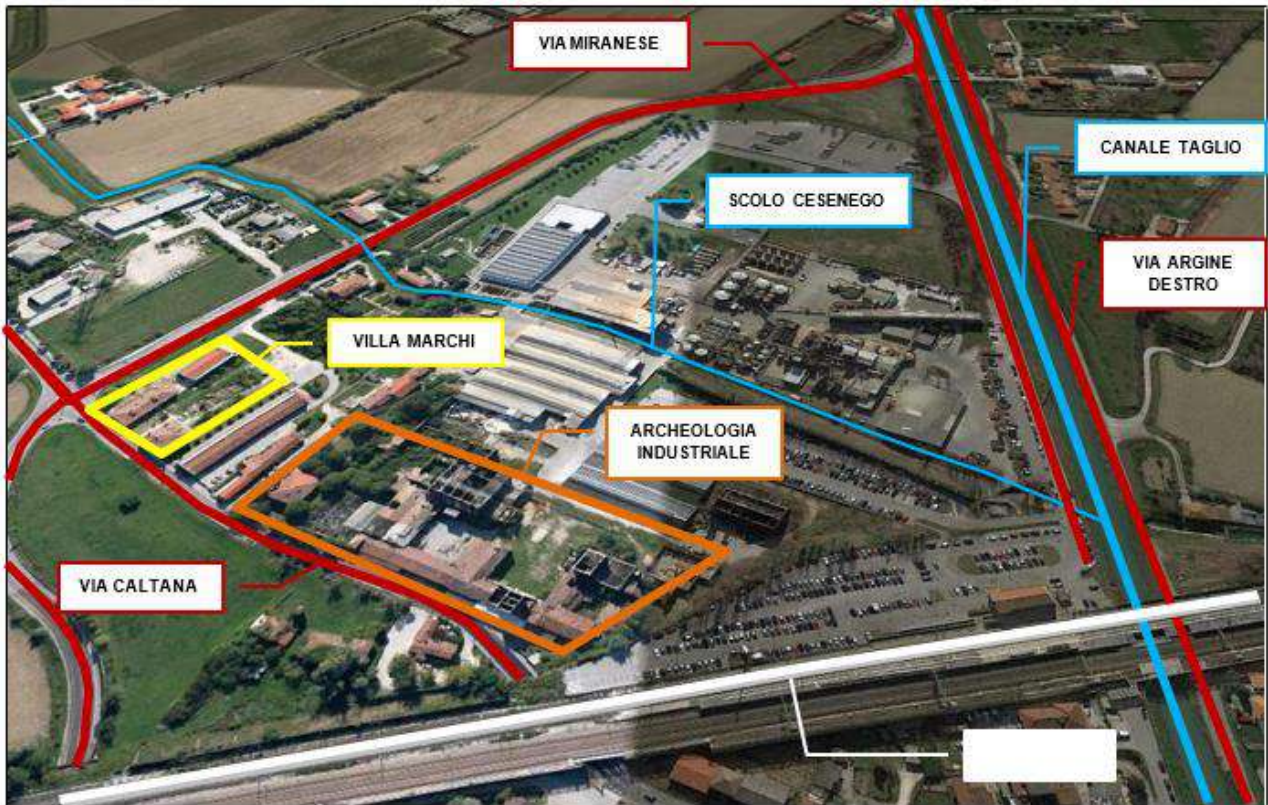 VIA MIRANESE
CANALE TAGLIO
SCOLO CESENEGO
VIA ARGINE
DESTRO
VILLA MARCHI
ARCHEOLOGIA
INDUSTRIALE
VIA CALTANA